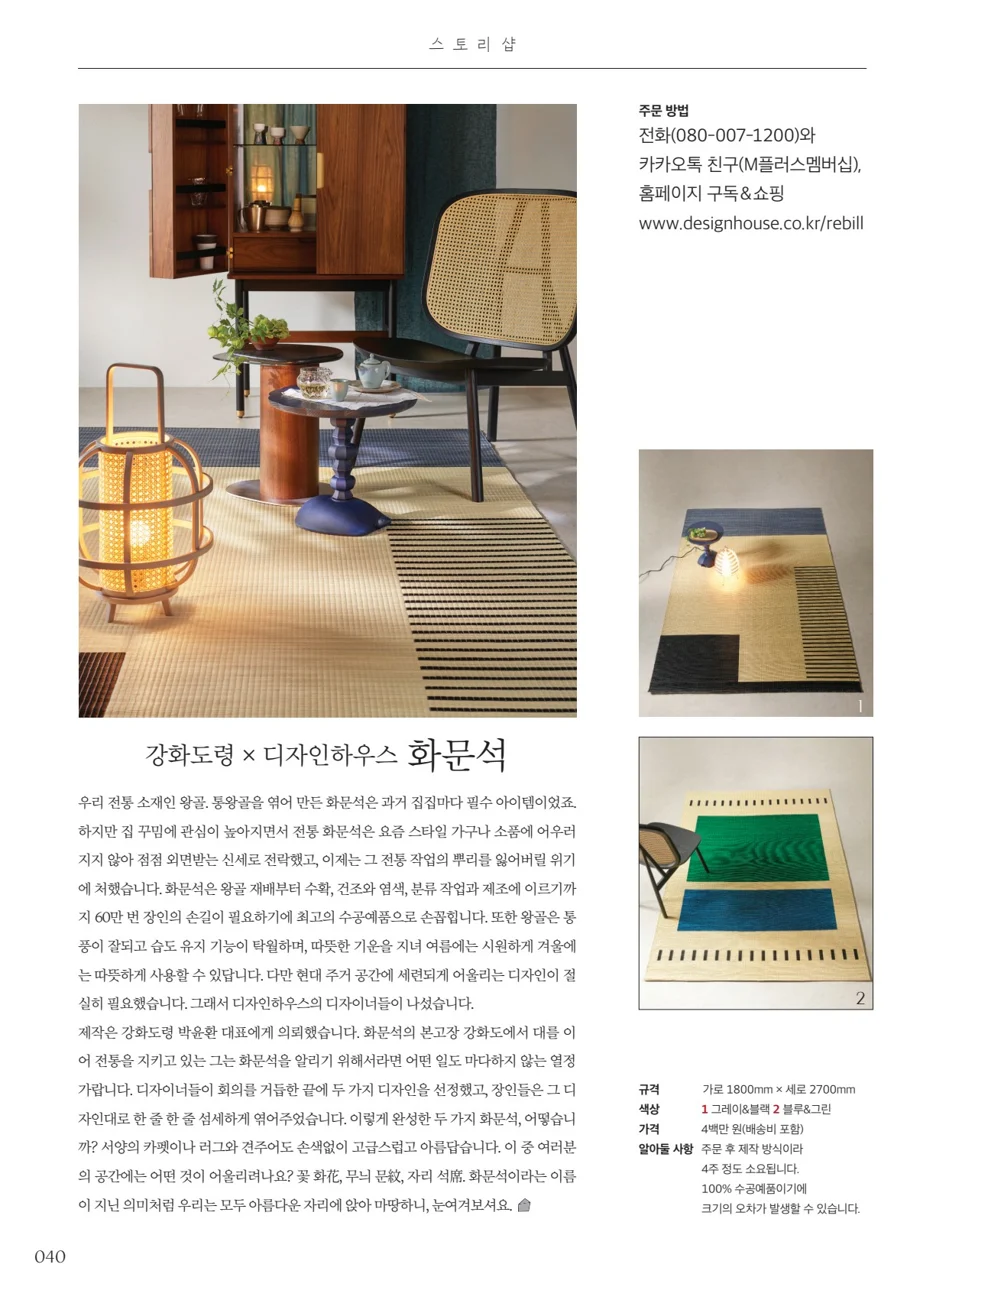 스토리샵
주문 방법
전화(080-007-1200)와
카카오톡 친구(M플러스멤버십),
홈페이지 구독&쇼핑
www.designhouse.co.kr/rebill
1
2
강화도령 × 디자인하우스 화문석
우리 전통 소재인 왕골. 통왕골을 엮어 만든 화문석은 과거 집집마다 필수 아이템이었죠.
하지만 집 꾸밈에 관심이 높아지면서 전통 화문석은 요즘 스타일 가구나 소품에 어우러
지지 않아 점점 외면받는 신세로 전락했고, 이제는 그 전통 작업의 뿌리를 잃어버릴 위기
에 처했습니다. 화문석은 왕골 재배부터 수확, 건조와 염색, 분류 작업과 제조에 이르기까
지 60만 번 장인의 손길이 필요하기에 최고의 수공예품으로 손꼽힙니다. 또한 왕골은 통
풍이 잘되고 습도 유지 기능이 탁월하며, 따뜻한 기운을 지녀 여름에는 시원하게 겨울에
는 따뜻하게 사용할 수 있답니다. 다만 현대 주거 공간에 세련되게 어울리는 디자인이 절
실히 필요했습니다. 그래서 디자인하우스의 디자이너들이 나섰습니다.
제작은 강화도령 박윤환 대표에게 의뢰했습니다. 화문석의 본고장 강화도에서 대를 이
어 전통을 지키고 있는 그는 화문석을 알리기 위해서라면 어떤 일도 마다하지 않는 열정
가랍니다. 디자이너들이 회의를 거듭한 끝에 두 가지 디자인을 선정했고, 장인들은 그 디
자인대로 한 줄 한 줄 섬세하게 엮어주었습니다. 이렇게 완성한 두 가지 화문석, 어떻습니
까? 서양의 카펫이나 러그와 견주어도 손색없이 고급스럽고 아름답습니다. 이 중 여러분
의 공간에는 어떤 것이 어울리려나요? 꽃 화花, 무늬 문紋, 자리 석席. 화문석이라는 이름
이 지닌 의미처럼 우리는 모두 아름다운 자리에 앉아 마땅하니, 눈여겨보셔요.
규격 가로 1800mm × 세로 2700mm
색상 1 그레이&블랙 2 블루&그린
가격 4백만 원(배송비 포함)
알아둘 사항 주문 후 제작 방식이라
4주 정도 소요됩니다.
100% 수공예품이기에
크기의 오차가 발생할 수 있습니다.
040